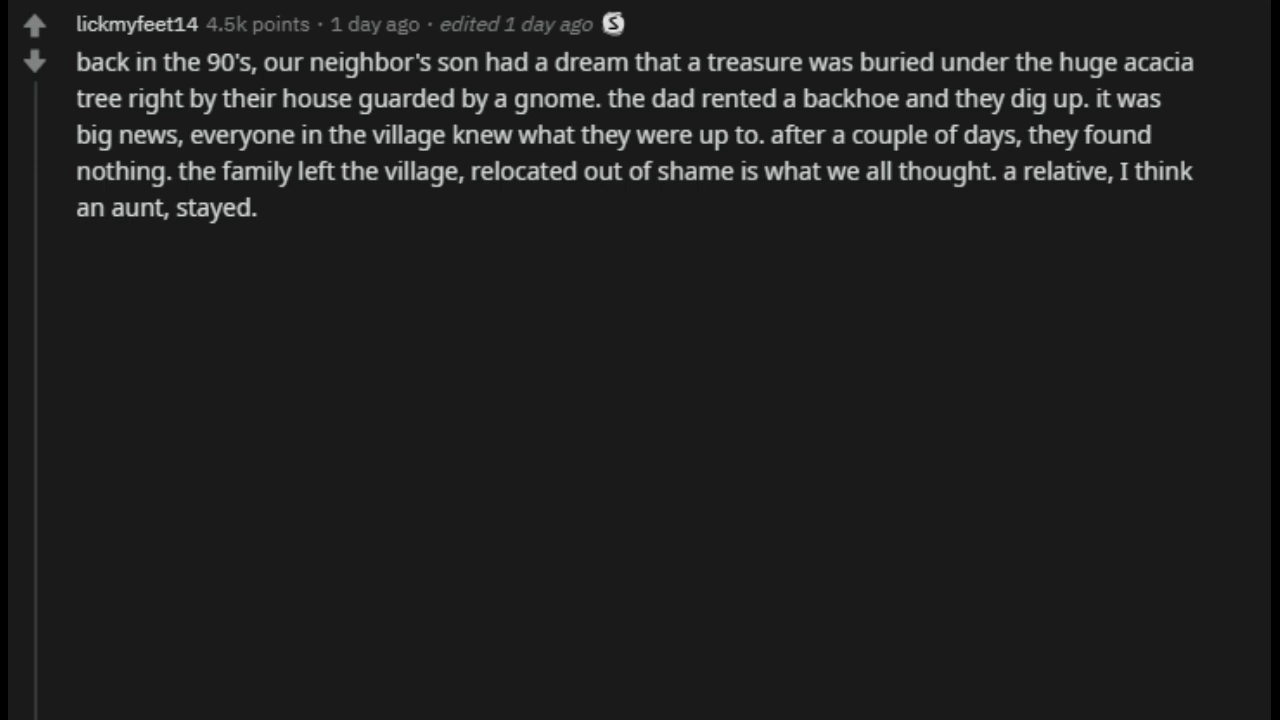 lickmyfeet14 4.5k points · 1 day ago · edited 1 day ago S
back in the 90's, our neighbor's son had a dream that a treasure was buried under the huge acacia
tree right by their house guarded by a gnome. the dad rented a backhoe and they dig up. it was
big news, everyone in the village knew what they were up to. after a couple of days, they found
nothing. the family left the village, relocated out of shame is what we all thought. a relative, I think
an aunt, stayed.